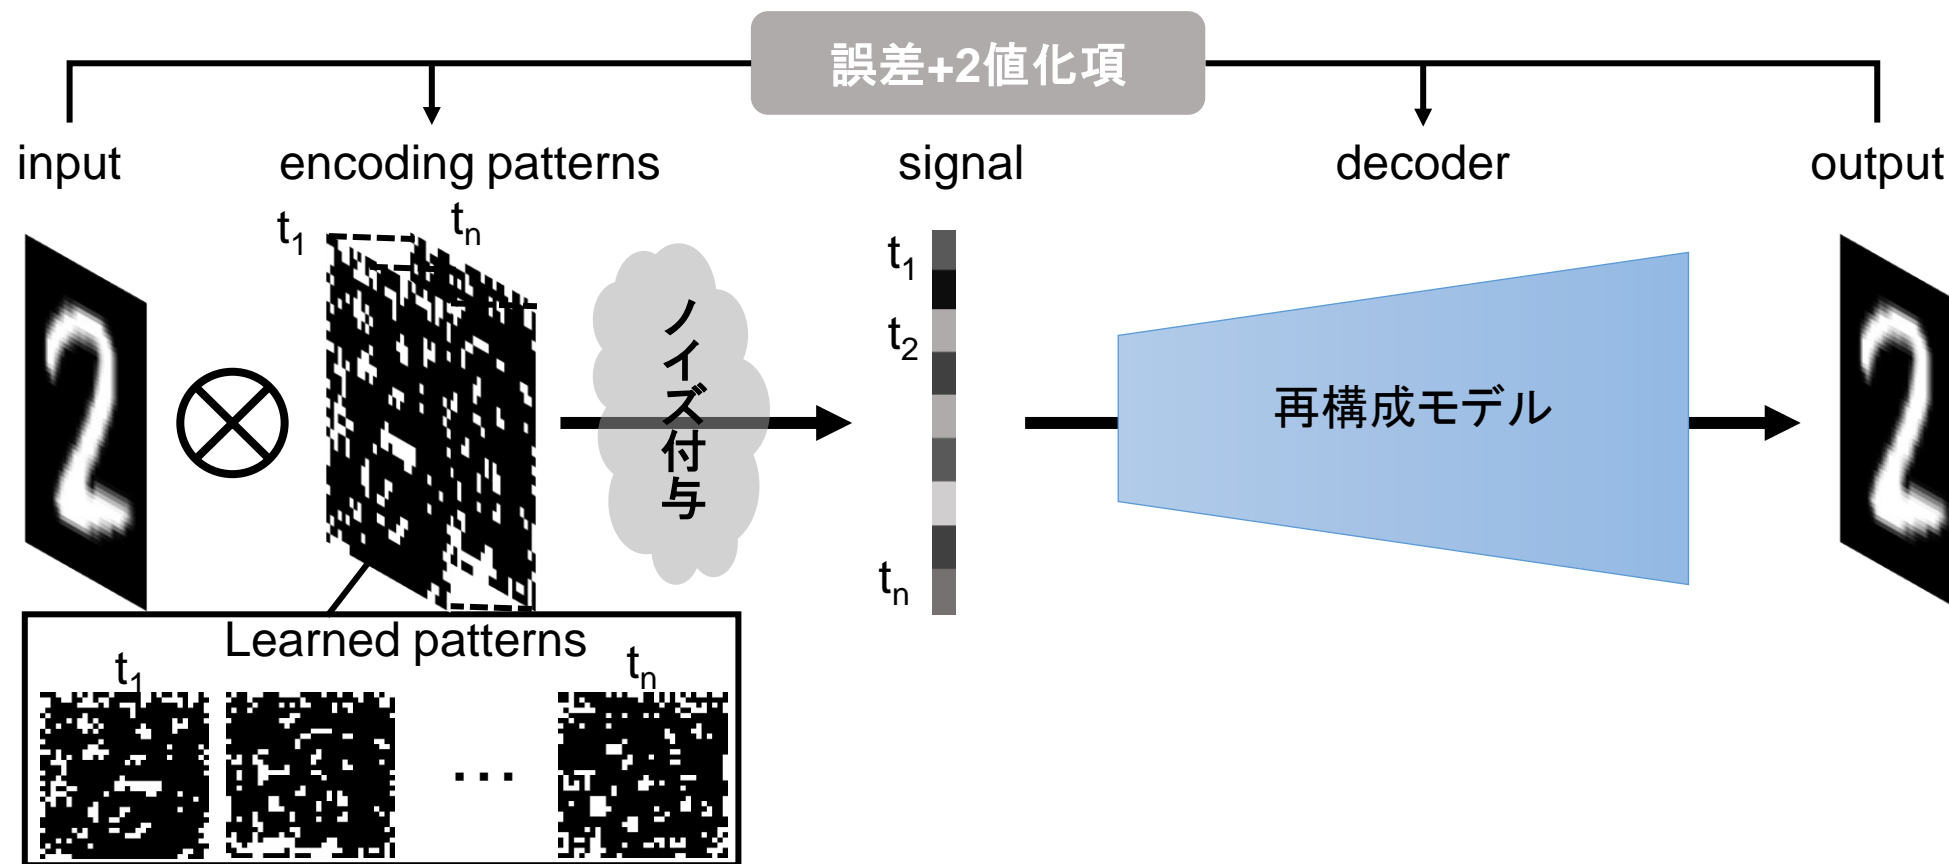 誤差+2値化項
input
encoding patterns
signal
decoder
output
t1
tn
ノイズ付与
t1
t2
tn
再構成モデル
Learned patterns
t1
tn
...